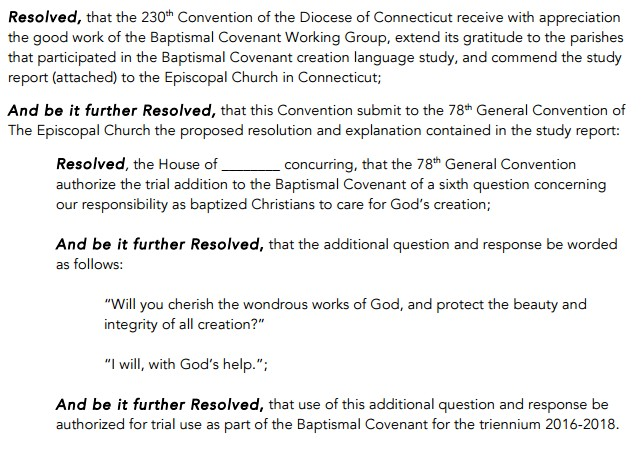 Resolved, that the 230th Convention of the Diocese of Connecticut receive with appreciation
the good work of the Baptismal Covenant Working Group, extend its gratitude to the parishes
that participated in the Baptismal Covenant creation language study, and commend the study
report (attached) to the Episcopal Church in Connecticut;
And be it further Resolved, that this Convention submit to the 78th General Convention of
The Episcopal Church the proposed resolution and explanation contained in the study report:
Resolved, the House of ________ concurring, that the 78th General Convention
authorize the trial addition to the Baptismal Covenant of a sixth question concerning
our responsibility as baptized Christians to care for God's creation;
And be it further Resolved, that the additional question and response be worded
as follows:
"Will you cherish the wondrous works of God, and protect the beauty and
integrity of all creation?"
"I will, with God's help.";
And be it further Resolved, that use of this additional question and response be
authorized for trial use as part of the Baptismal Covenant for the triennium 2016-2018.